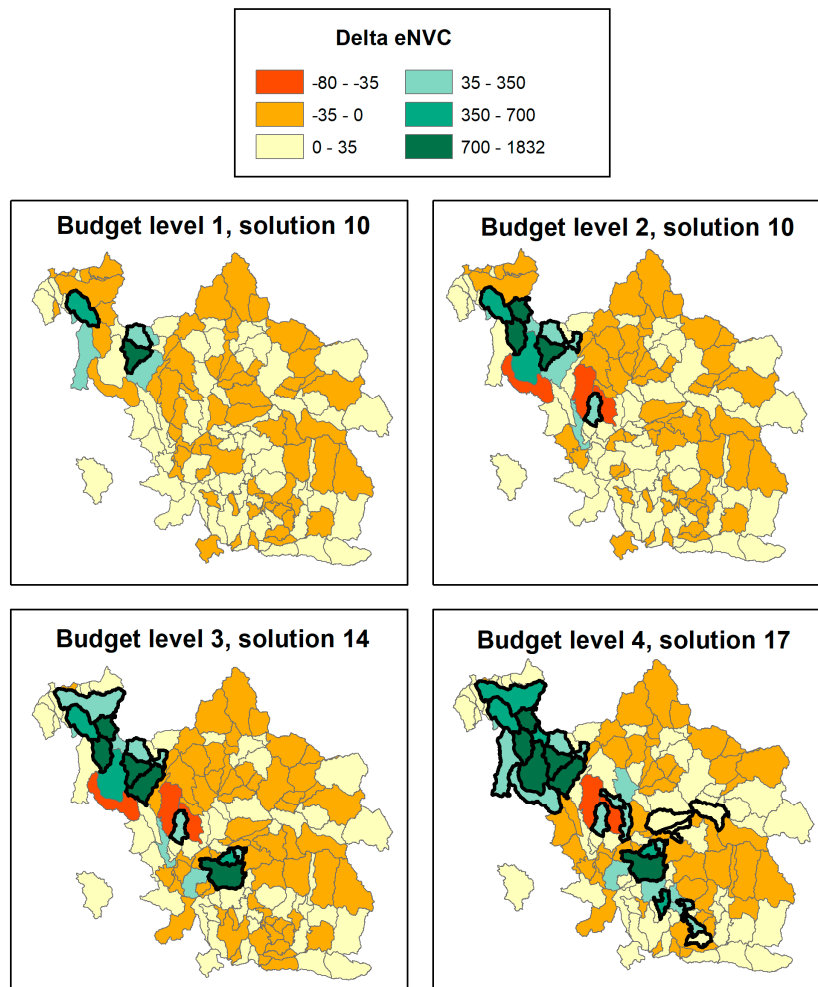 Delta eNVC
-80 - -35
35 - 350
-35 - 0
350 - 700
0 - 35
700 - 1832
Budget level 1, solution 10
Budget level 2, solution 10
Budget level 3, solution 14
Budget level 4, solution 17